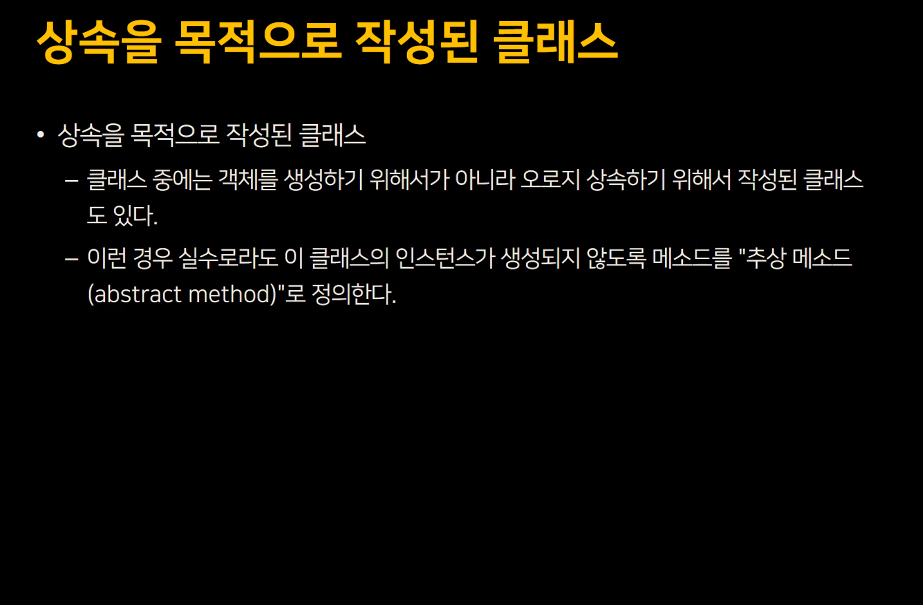 상속을 목적으로 작성된 클래스
• 상속을 목적으로 작성된 클래스
– 클래스 중에는 객체를 생성하기 위해서가 아니라 오로지 상속하기 위해서 작성된 클래스
도 있다.
– 이런 경우 실수로라도 이 클래스의 인스턴스가 생성되지 않도록 메소드를 "추상 메소드
(abstract method)"로 정의한다.